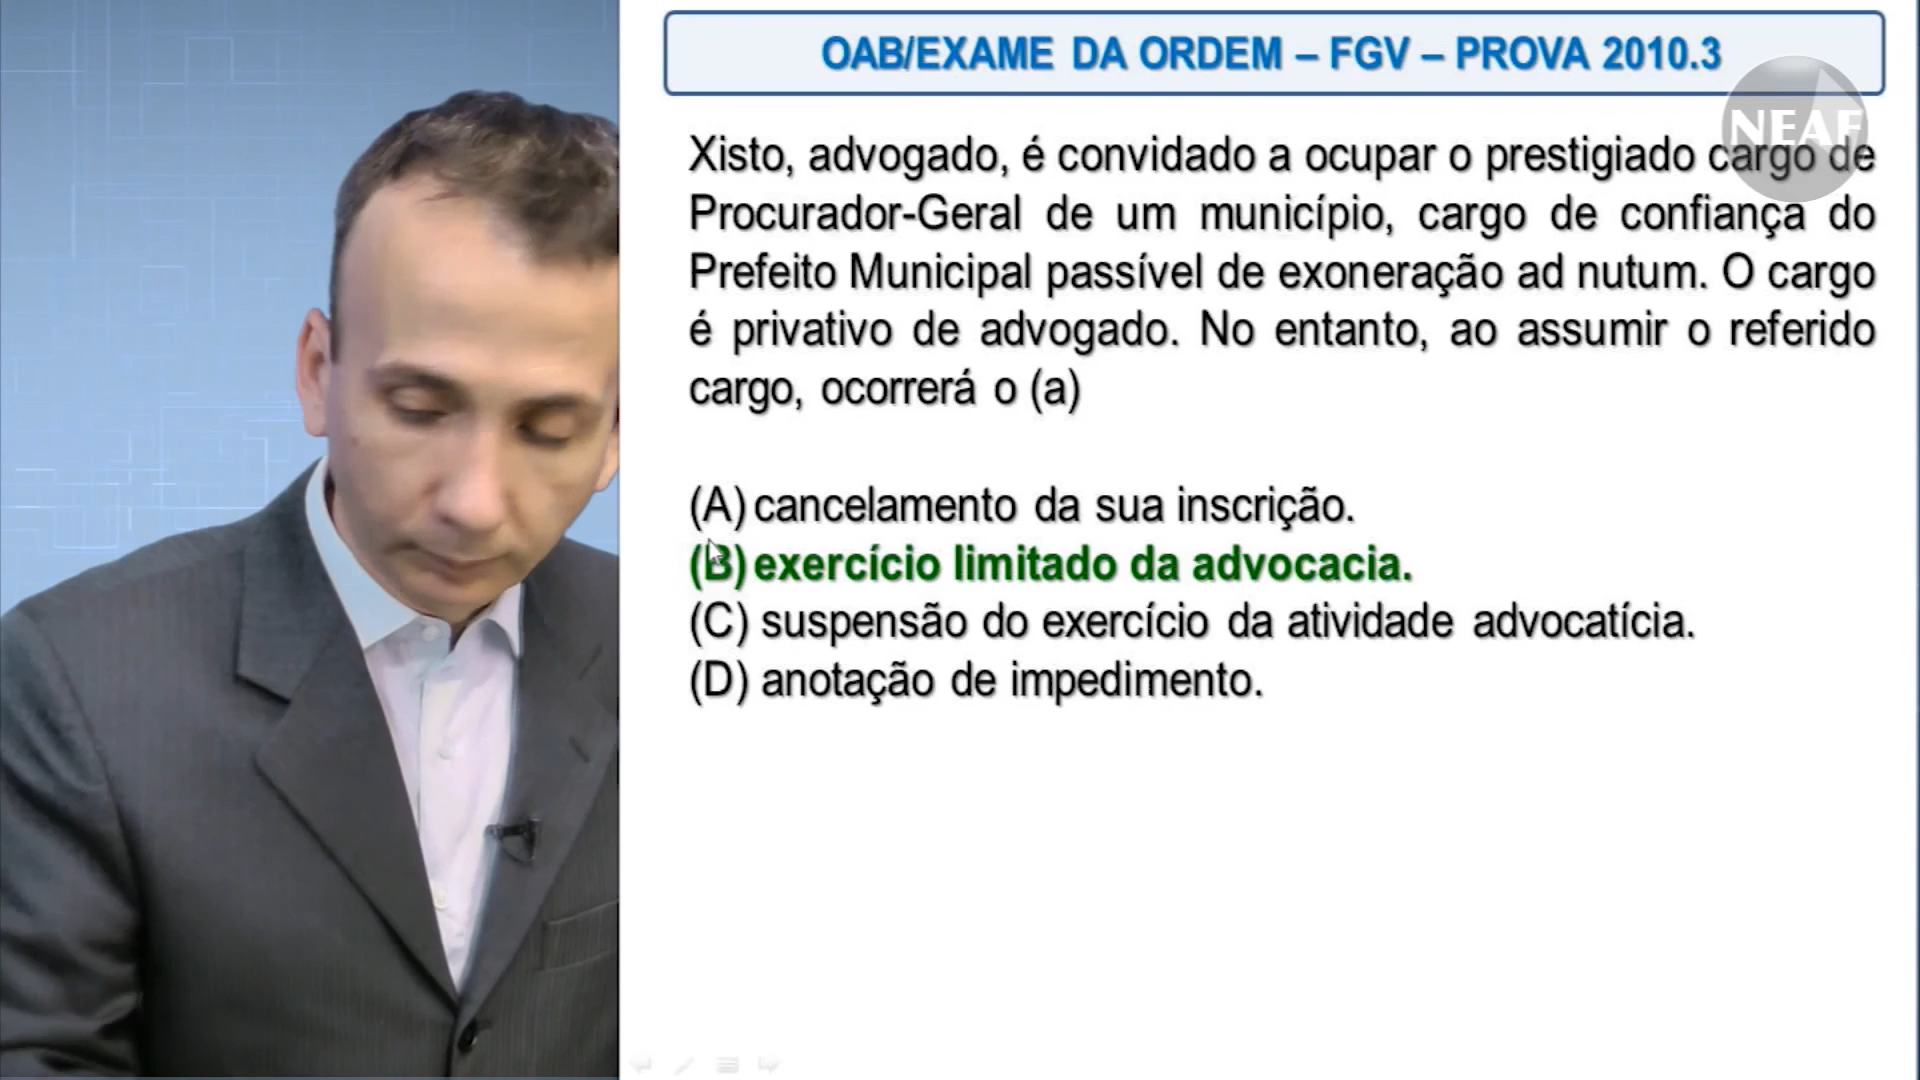 OAB/EXAME DA ORDEM – FGV – PROVA 2010.3
NEAF
Xisto, advogado, é convidado a ocupar o prestigiado cargo de
Procurador-Geral de um município, cargo de confiança do
Prefeito Municipal passível de exoneração ad nutum. O cargo
é privativo de advogado. No entanto, ao assumir o referido
cargo, ocorrerá o (a)
(A) cancelamento da sua inscrição.
(B) exercício limitado da advocacia.
(C) suspensão do exercício da atividade advocatícia.
(D) anotação de impedimento.